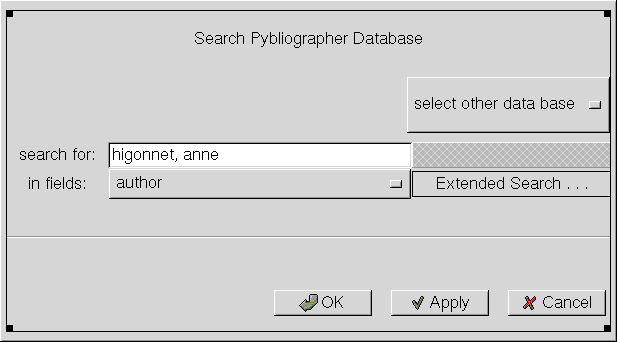 Search Pybliographer Database
select other data base
search for: higonnet, anne
in fields: author Extended Search . . .
OK Apply Cancel